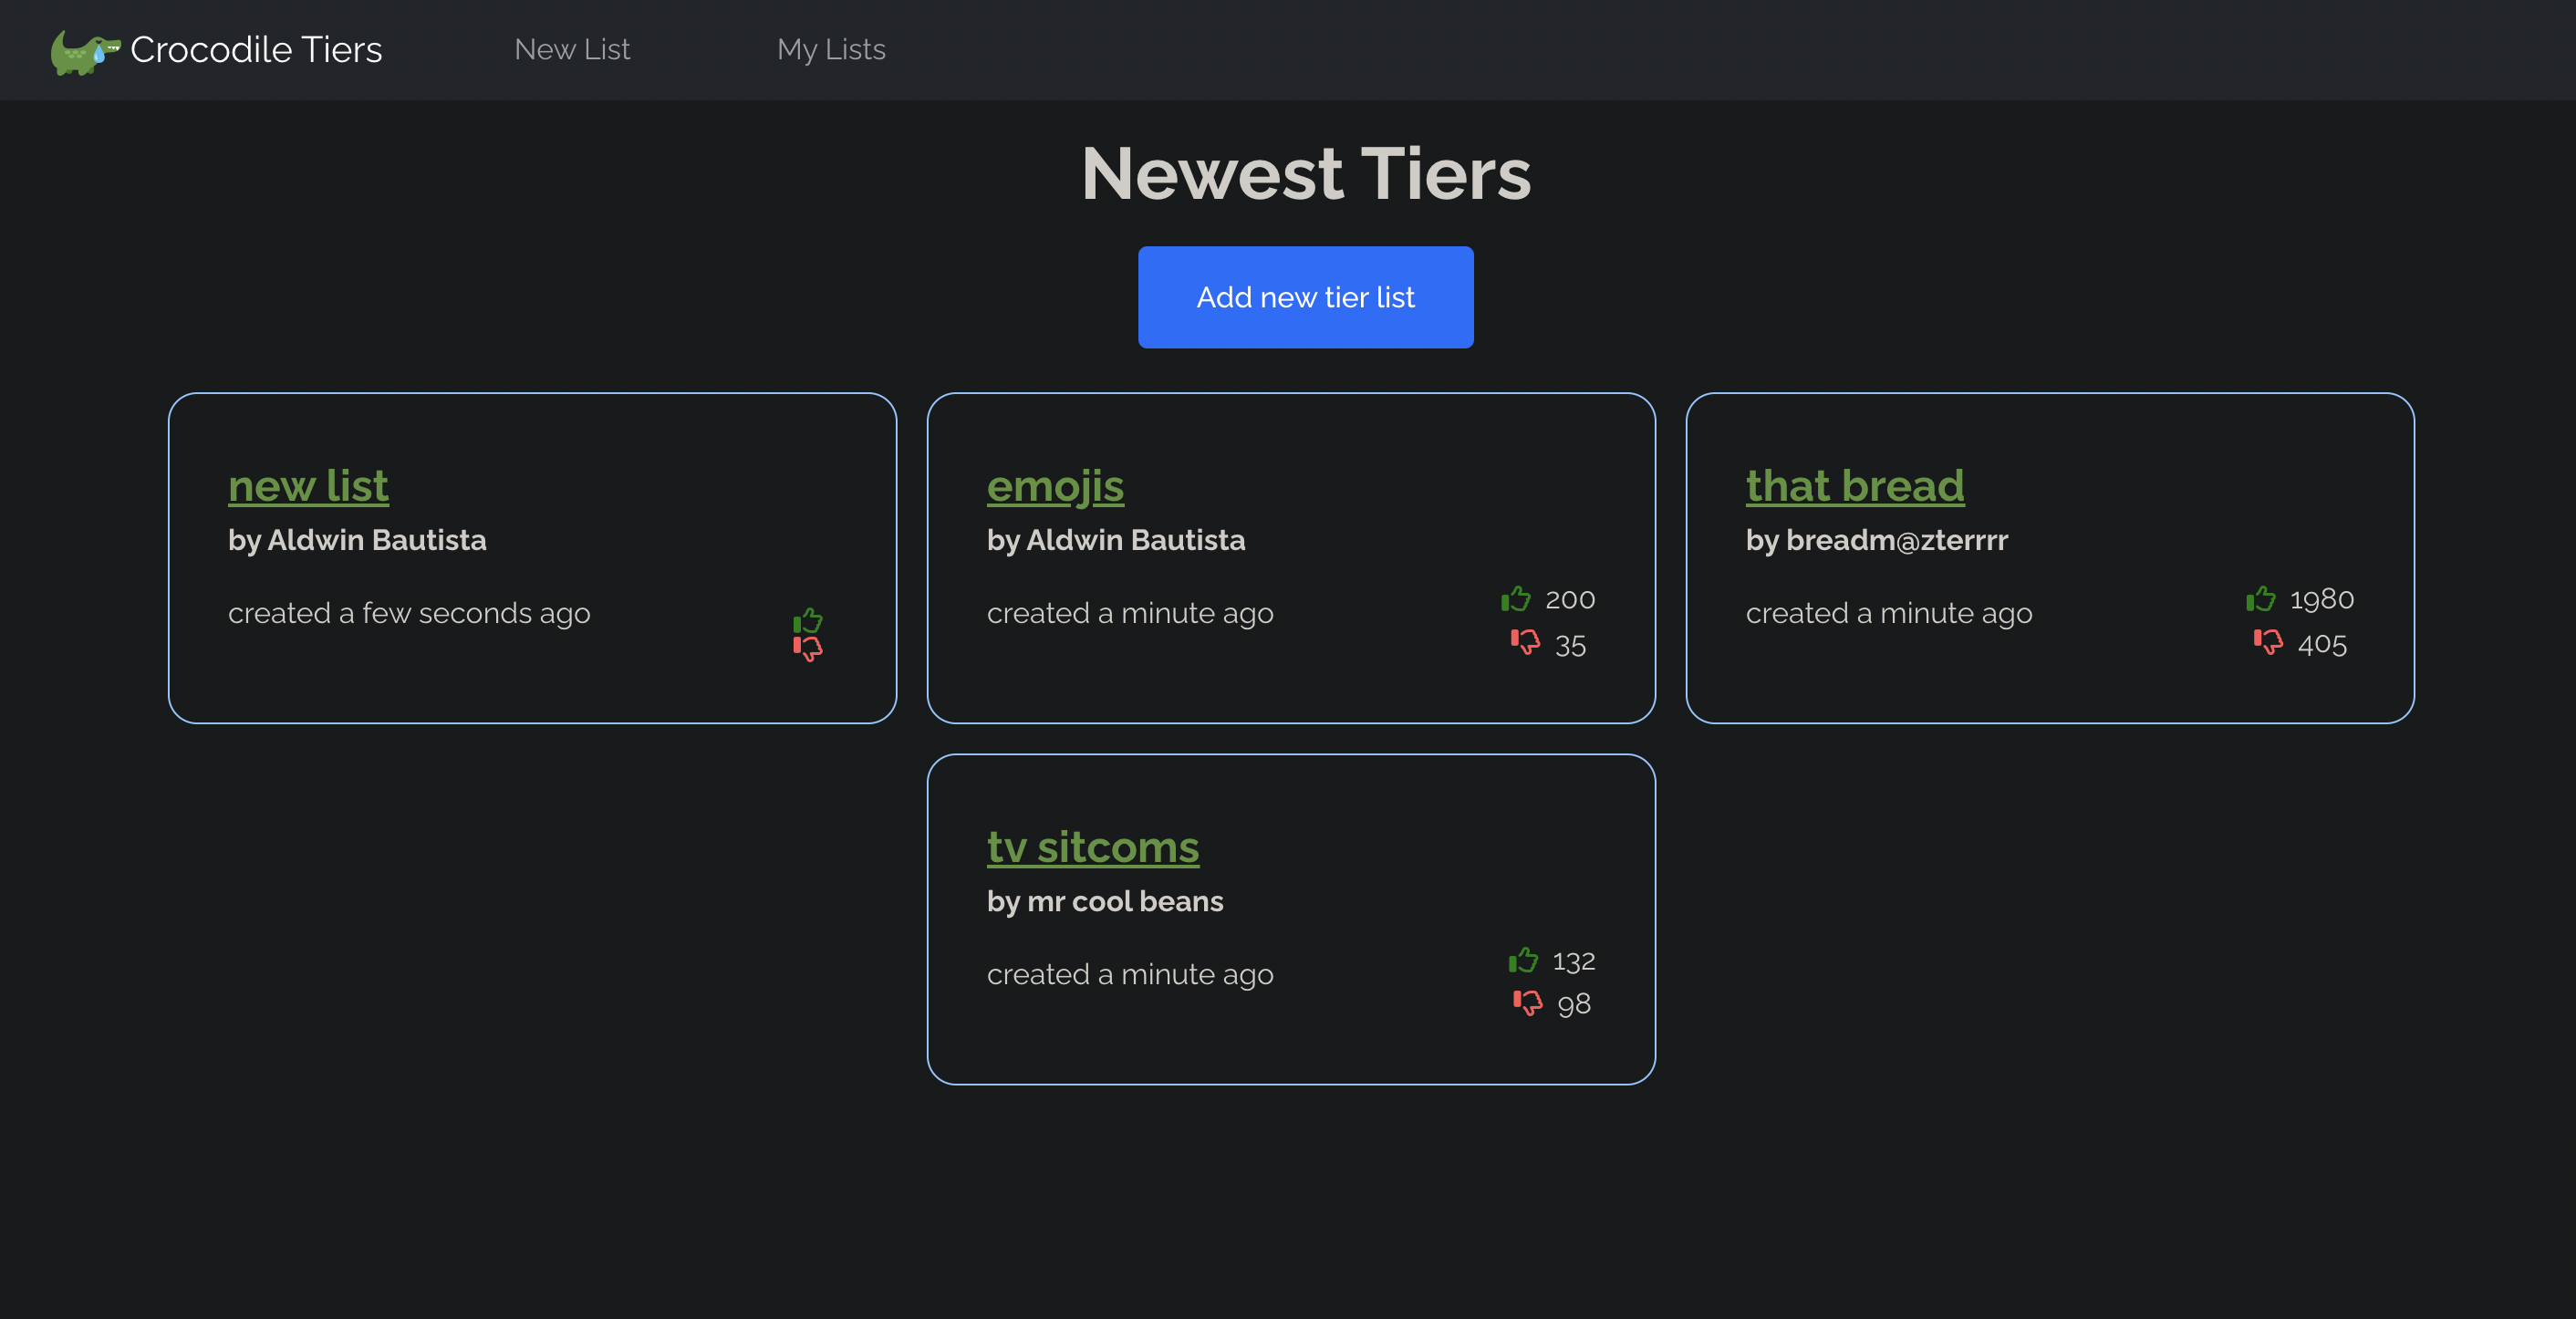 Crocodile Tiers
New List
My Lists
Newest Tiers
Add new tier list
new list
by Aldwin Bautista
created a few seconds ago
emojis
by Aldwin Bautista
created a minute ago
200
35
that bread
by breadm@zterrrr
created a minute ago
1980
405
tv sitcoms
by mr cool beans
created a minute ago
132
98